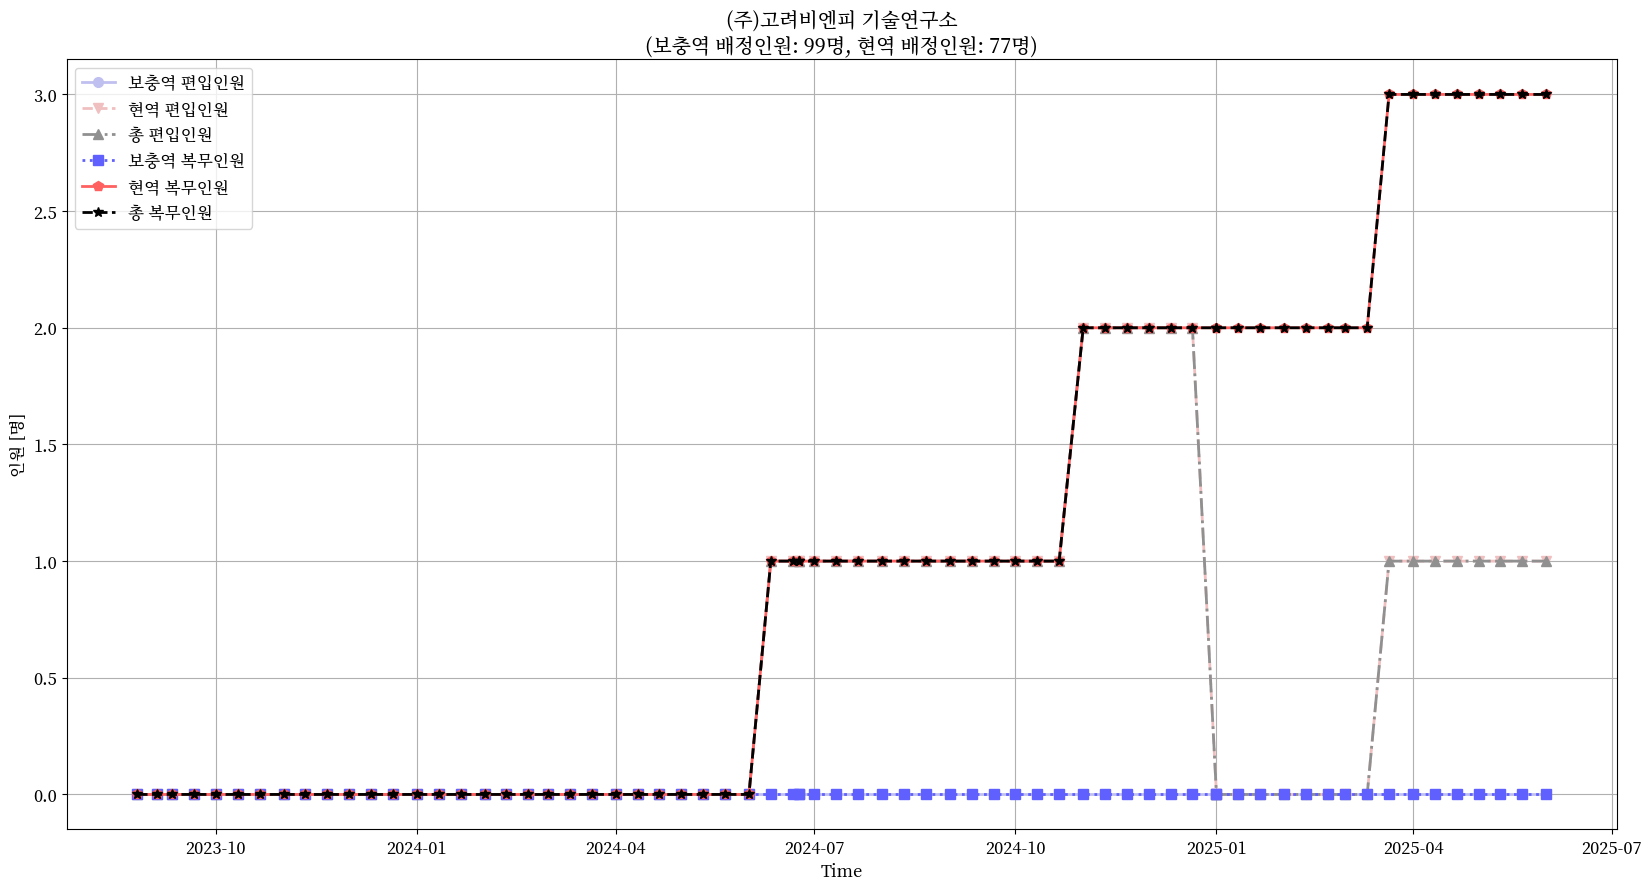 (주)고려비엔피 기술연구소
(보충역 배정인원: 99명, 현역 배정인원: 77명)
보충역 편입인원
현역 편입인원
총 편입인원
보충역 복무인원
현역 복무인원
총 복무인원
인원 [명]
3.0
2.5
2.0
1.5
1.0
0.5
0.0
2023-10 2024-01 2024-04 2024-07 2024-10 2025-01 2025-04 2025-07
Time